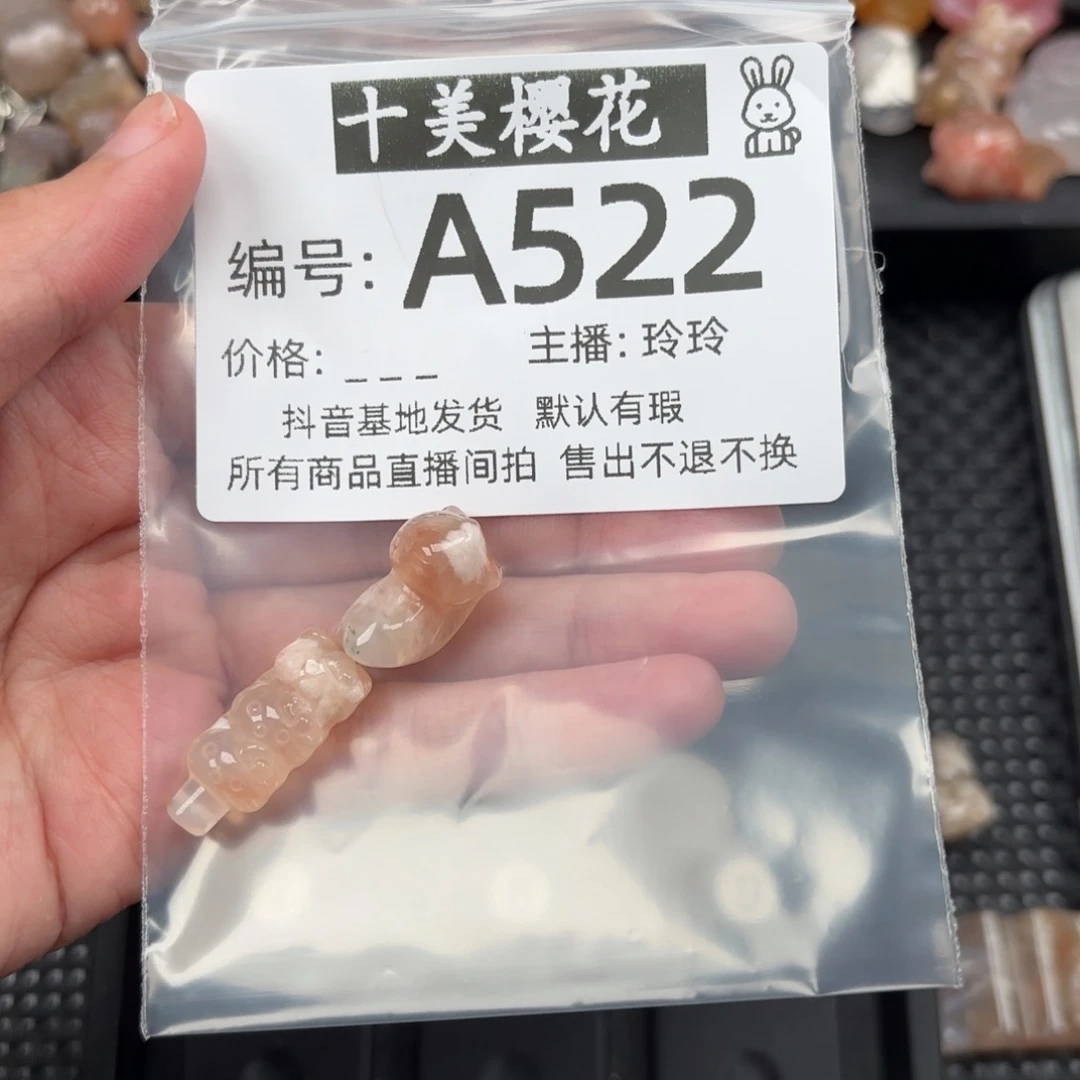 十美樱花
编号: A522
价格: _ _ _ 主播: 玲玲
抖音基地发货 默认有瑕
所有商品直播间拍 售出不退不换